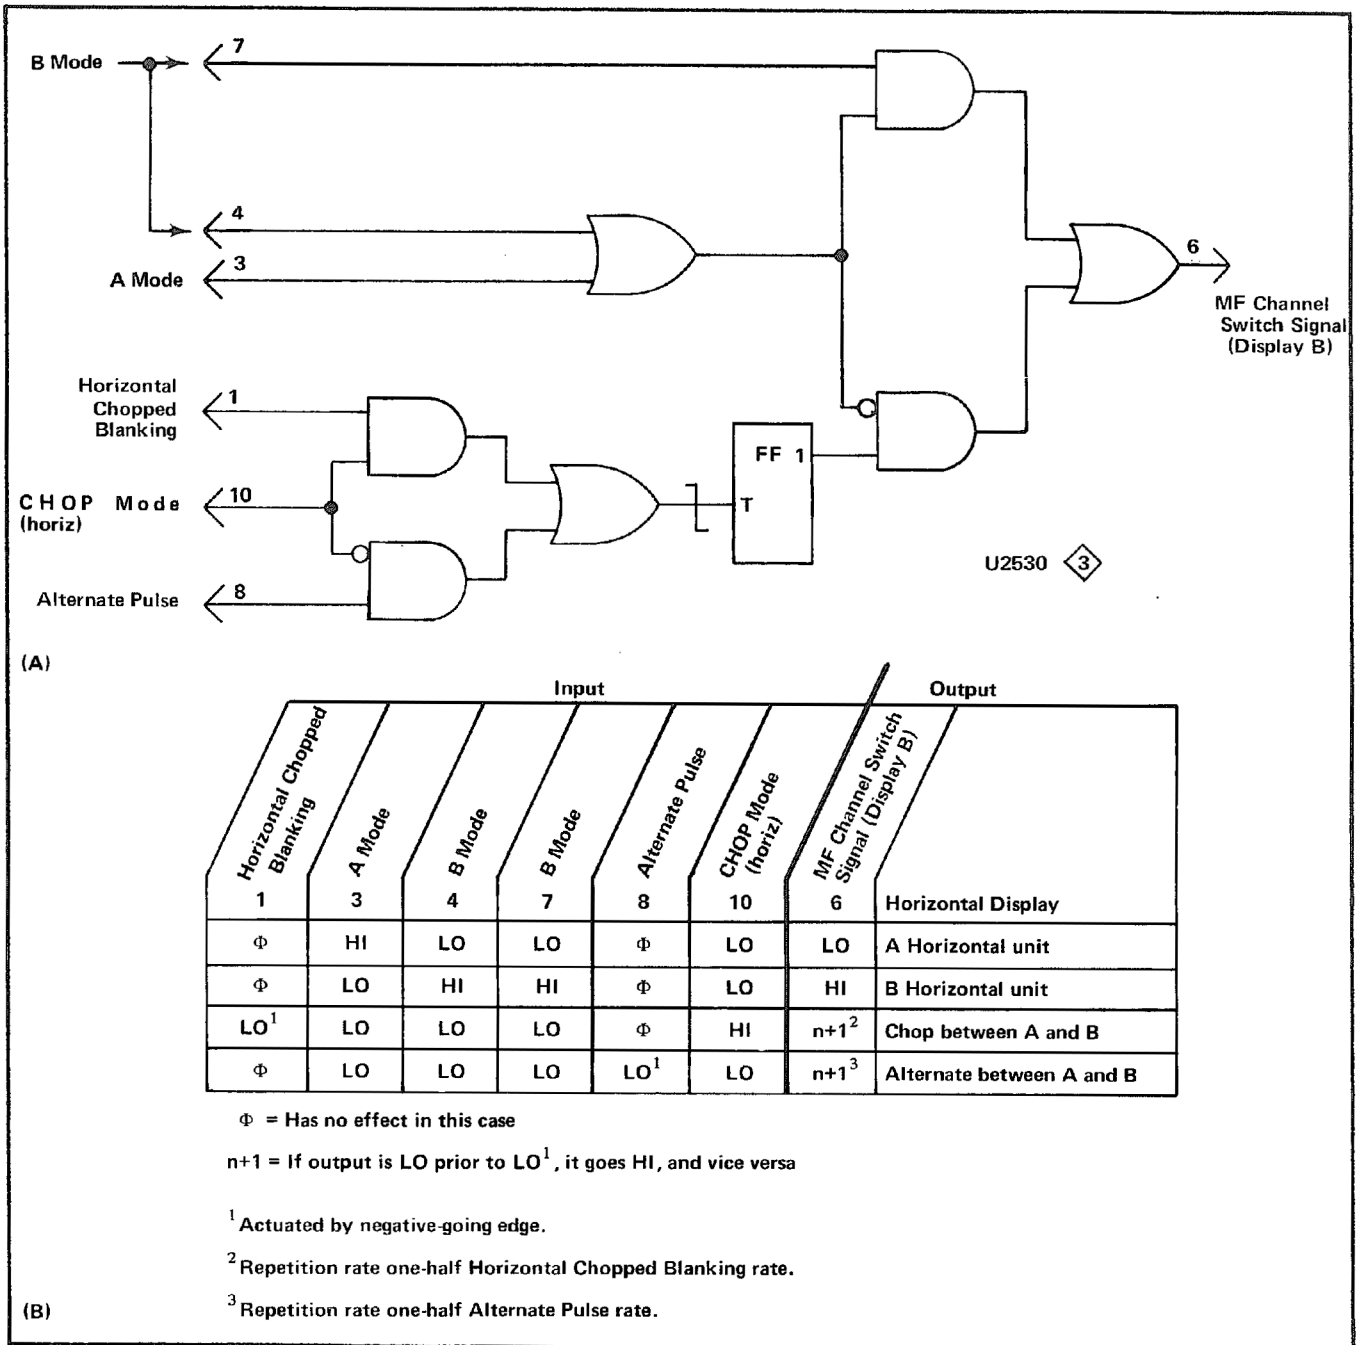 B Mode
7
4
3
A Mode
6
MF Channel
Switch Signal
(Display B)
Horizontal
Chopped
Blanking
1
CHOP Mode
(horiz)
10
FF 1
T
U2530 3
Alternate Pulse
8
(A)
Input Output
Horizontal Chopped
Blanking
A Mode
B Mode
B Mode
Alternate Pulse
CHOP Mode
(horiz)
MF Channel Switch
Signal (Display B)
1 3 4 7 8 10 6 Horizontal Display
Φ HI LO LO Φ LO LO A Horizontal unit
Φ LO HI HI Φ LO HI B Horizontal unit
LO¹ LO LO LO Φ HI n+1² Chop between A and B
Φ LO LO LO LO¹ LO n+1³ Alternate between A and B
Φ = Has no effect in this case
n+1 = If output is LO prior to LO¹, it goes HI, and vice versa
¹Actuated by negative-going edge.
²Repetition rate one-half Horizontal Chopped Blanking rate.
³Repetition rate one-half Alternate Pulse rate.
(B)